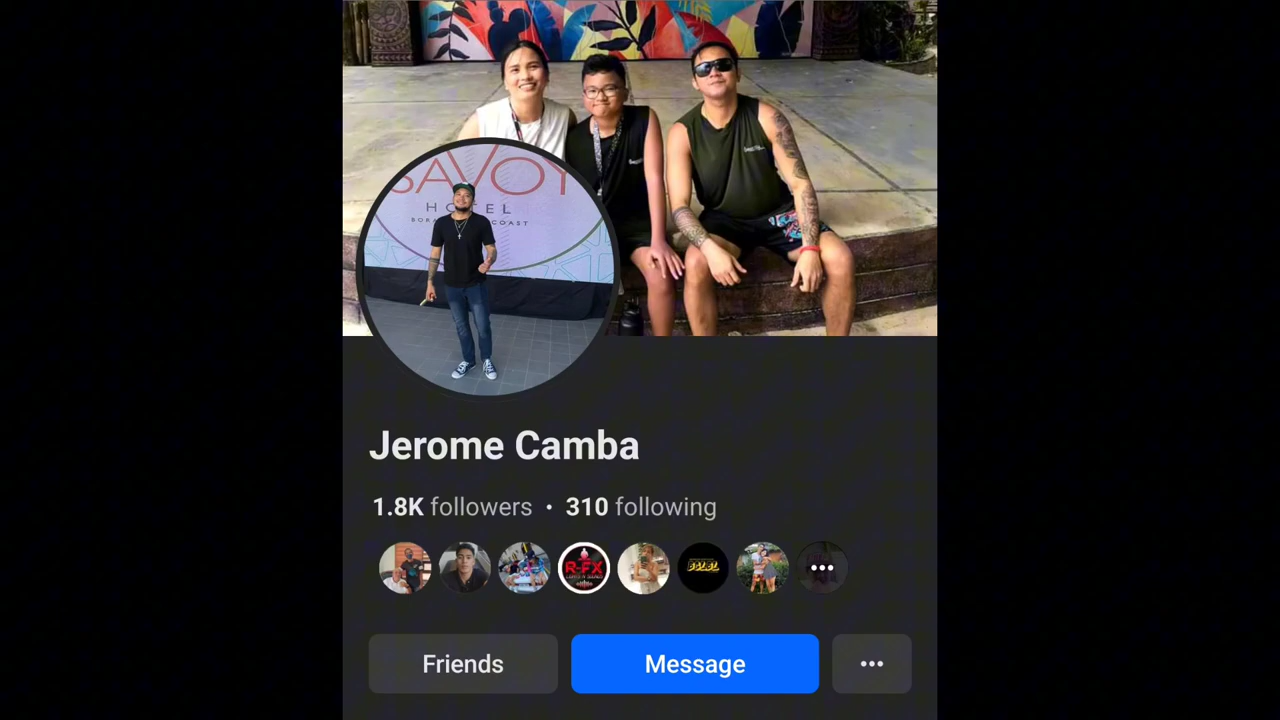 SAVOY
HOTEL
Jerome Camba
1.8K followers • 310 following
R-FX
Friends
Message